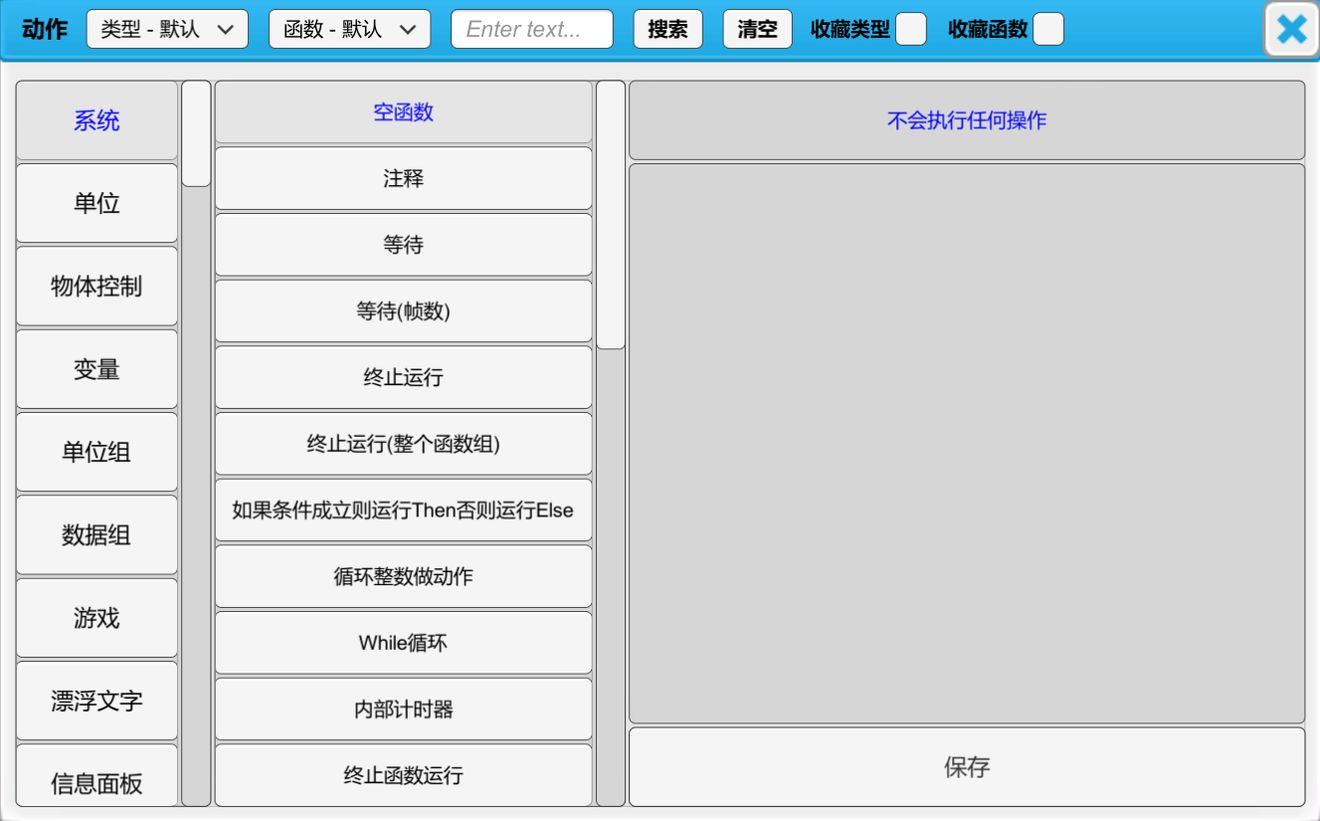 动作 类型 - 默认 函数 - 默认 Enter text... 搜索 清空 收藏类型 收藏函数
系统
单位
物体控制
变量
单位组
数据组
游戏
漂浮文字
信息面板
空函数
注释
等待
等待(帧数)
终止运行
终止运行(整个函数组)
如果条件成立则运行Then否则运行Else
循环整数做动作
While循环
内部计时器
终止函数运行
不会执行任何操作
保存